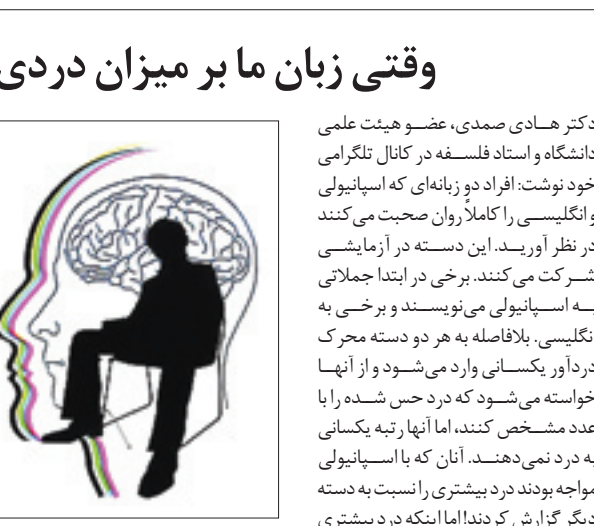 وقتی زبان ما بر میزان دردی
دکتر هادی صمدی، عضو هیئت علمی
دانشگاه و استاد فلسفه در کانال تلگرامی
خود نوشت: افراد دو زبانه‌ای که اسپانیولی
و انگلیسی را کاملاً روان صحبت می‌کنند
در نظر آورید. این دسته در آزمایشی
شرکت می‌کنند. برخی در ابتدا جملاتی
به اسپانیولی می‌نویسند و برخی به
انگلیسی. بلافاصله به هر دو دسته محرک
دردآور یکسانی وارد می‌شود و از آنها
خواسته می‌شود که درد حس شده را با
عدد مشخص کنند، اما آنها رتبه یکسانی
به درد نمی‌دهند. آنان که با اسپانیولی
مواجه بودند درد بیشتری را نسبت به دسته
دیگر گزارش کردند! اما اینکه درد بیشتری